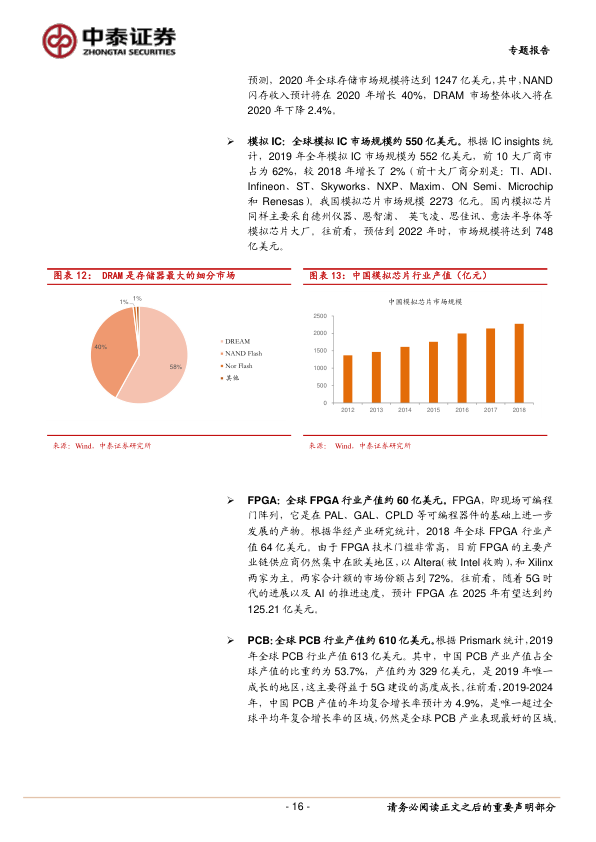 中泰证券
ZHONGTAI SECURITIES
专题报告
预测，2020 年全球存储市场规模将达到 1247 亿美元，其中，NAND
闪存收入预计将在 2020 年增长 40%，DRAM 市场整体收入将在
2020 年下降 2.4%。
➢ 模拟 IC：全球模拟 IC 市场规模约 550 亿美元。根据 IC insights 统
计，2019 年全年模拟 IC 市场规模为 552 亿美元，前 10 大厂商市
占为 62%，较 2018 年增长了 2%（前十大厂商分别是：TI、ADI、
Infineon、ST、Skyworks、NXP、Maxim、ON Semi、Microchip
和 Renesas）。我国模拟芯片市场规模 2273 亿元。国内模拟芯片
同样主要来自德州仪器、恩智浦、 英飞凌、思佳讯、意法半导体等
模拟芯片大厂。往前看，预估到 2022 年时，市场规模将达到 748
亿美元。
图表 12： DRAM 是存储器最大的细分市场
1%
1%
40%
58%
DREAM
NAND Flash
Nor Flash
其他
来源：Wind、中泰证券研究所
图表 13：中国模拟芯片行业产值（亿元）
中国模拟芯片市场规模
2500
2000
1500
1000
500
0
2012 2013 2014 2015 2016 2017 2018
来源： Wind、中泰证券研究所
➢ FPGA：全球 FPGA 行业产值约 60 亿美元。FPGA，即现场可编程
门阵列，它是在 PAL、GAL、CPLD 等可编程器件的基础上进一步
发展的产物。根据华经产业研究统计，2018 年全球 FPGA 行业产
值 64 亿美元。由于 FPGA 技术门槛非常高，目前 FPGA 的主要产
业链供应商仍然集中在欧美地区，以 Altera（被 Intel 收购）、和 Xilinx
两家为主。两家合计额的市场份额占到 72%。往前看，随着 5G 时
代的进展以及 AI 的推进速度，预计 FPGA 在 2025 年有望达到约
125.21 亿美元。
➢ PCB：全球 PCB 行业产值约 610 亿美元。根据 Prismark 统计，2019
年全球 PCB 行业产值 613 亿美元。其中，中国 PCB 产业产值占全
球产值的比重约为 53.7%，产值约为 329 亿美元，是 2019 年唯一
成长的地区，这主要得益于 5G 建设的高度成长。往前看，2019-2024
年，中国 PCB 产值的年均复合增长率预计为 4.9%，是唯一超过全
球平均年复合增长率的区域，仍然是全球 PCB 产业表现最好的区域。
- 16 -
请务必阅读正文之后的重要声明部分